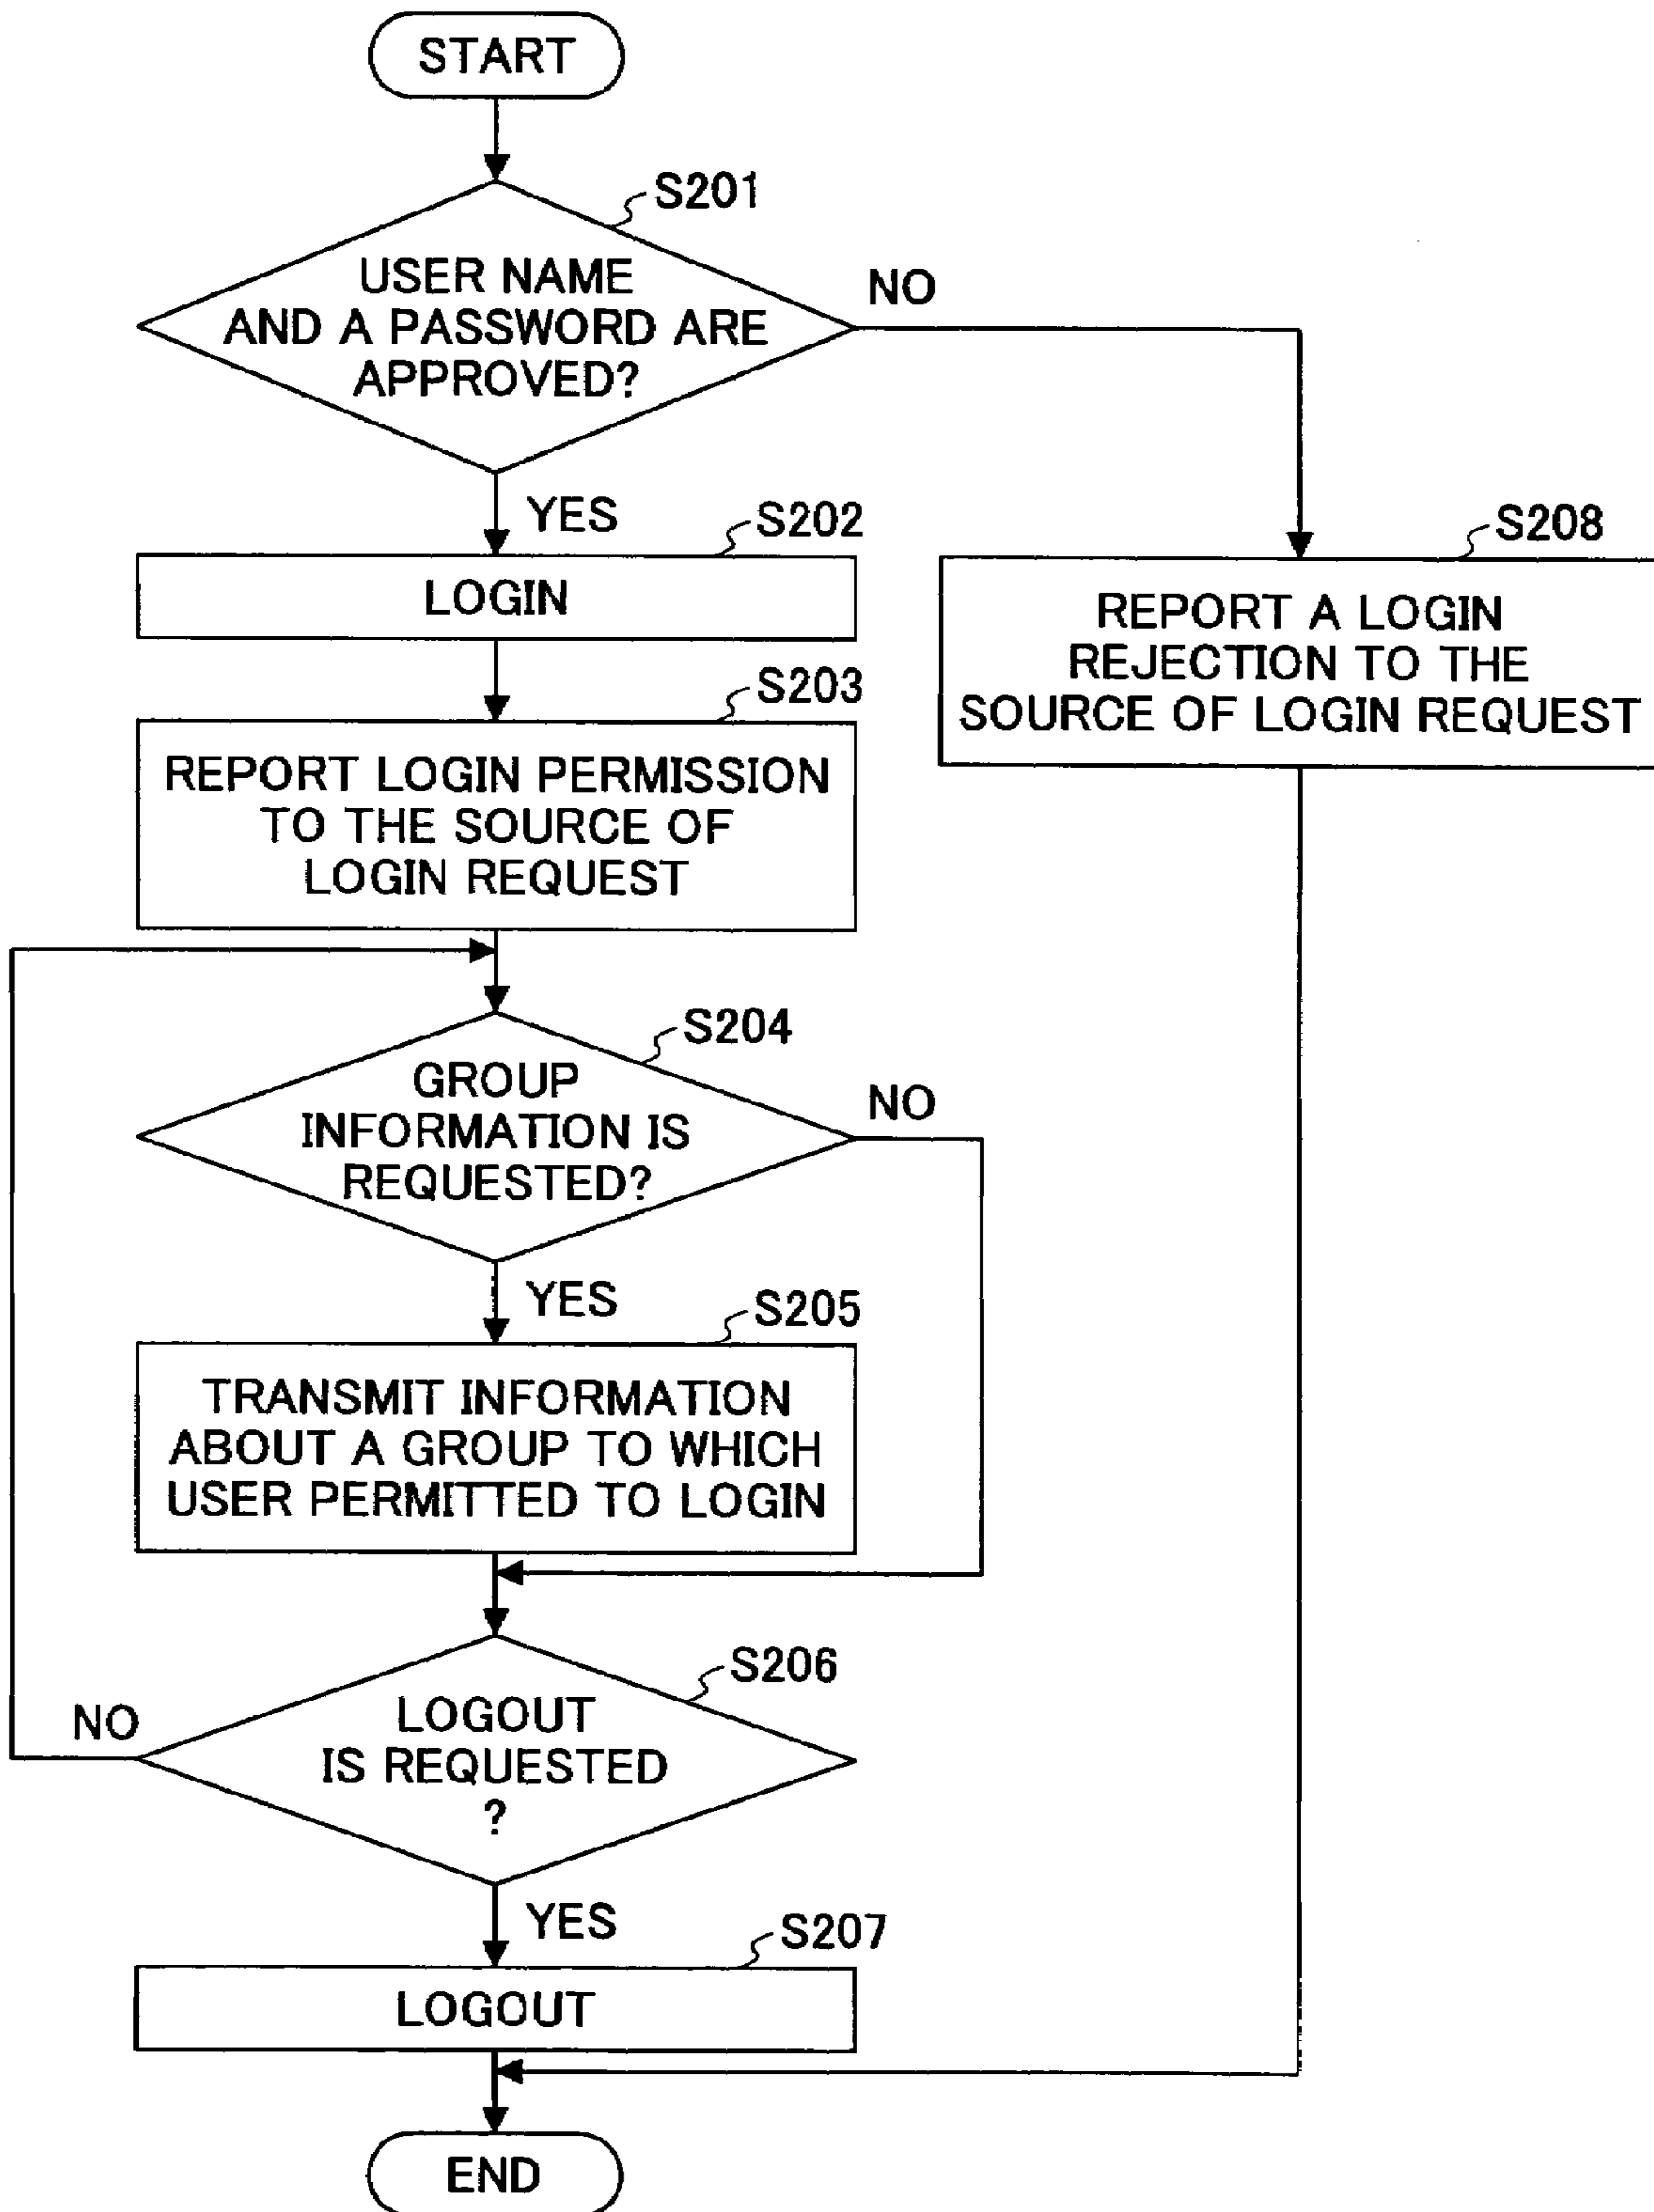 START
S201
USER NAME
AND A PASSWORD ARE
APPROVED?
NO
YES
S202
LOGIN
S208
REPORT A LOGIN
REJECTION TO THE
SOURCE OF LOGIN REQUEST
S203
REPORT LOGIN PERMISSION
TO THE SOURCE OF
LOGIN REQUEST
S204
GROUP
INFORMATION IS
REQUESTED?
NO
YES
S205
TRANSMIT INFORMATION
ABOUT A GROUP TO WHICH
USER PERMITTED TO LOGIN
S206
LOGOUT
IS REQUESTED
?
NO
YES
S207
LOGOUT
END